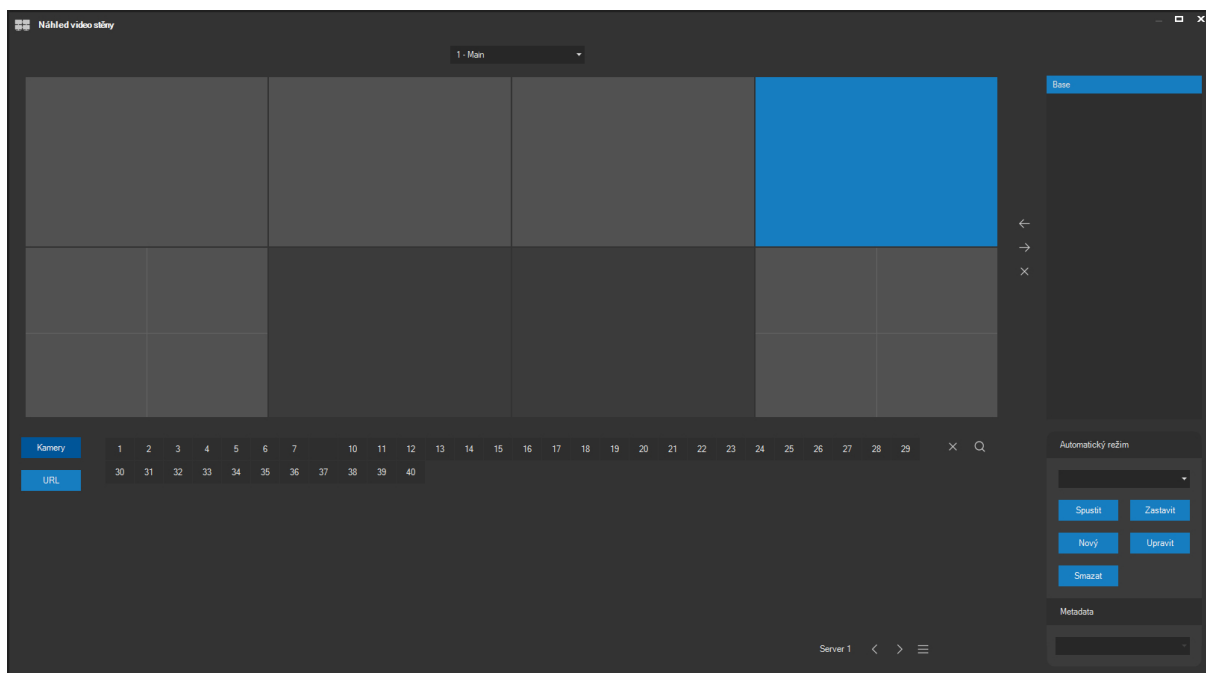 Náhled video stěny
1 - Main
Base
Kamery
1 2 3 4 5 6 7 10 11 12 13 14 15 16 17 18 19 20 21 22 23 24 25 26 27 28 29
URL
30 31 32 33 34 35 36 37 38 39 40
Automatický režim
Spustit Zastavit
Nový Upravit
Smazat
Metadata
Server 1